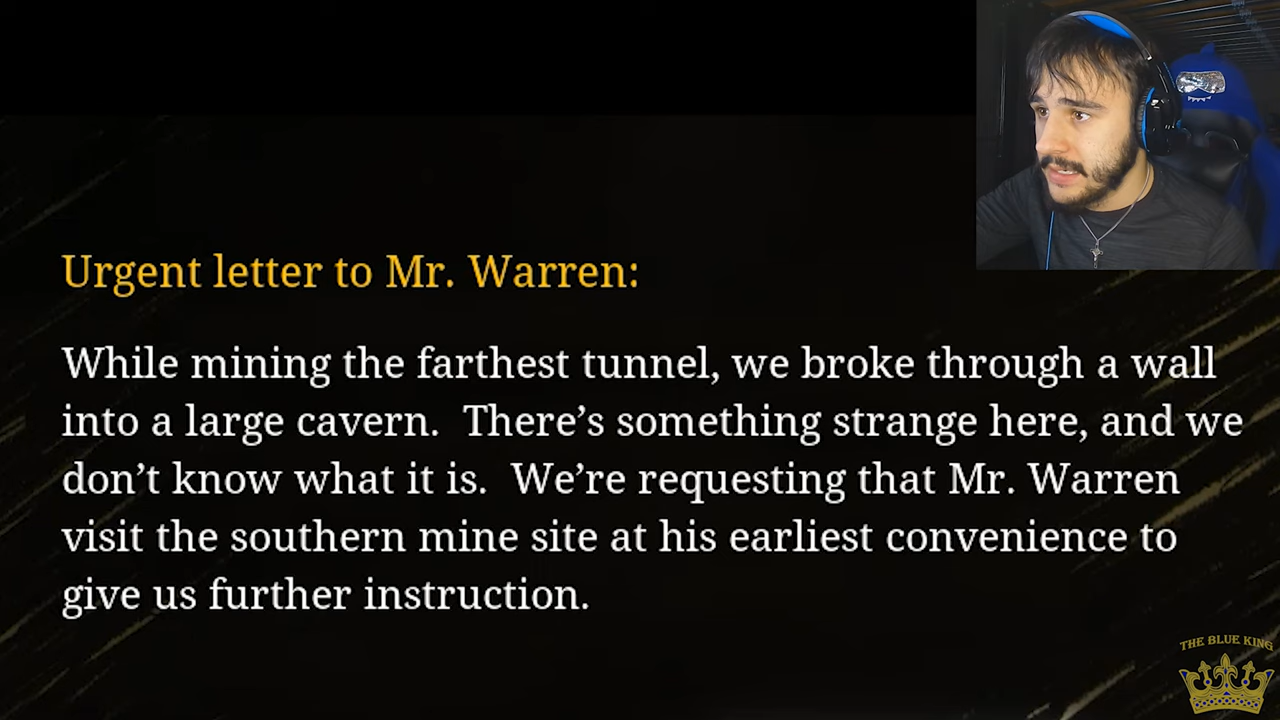 Urgent letter to Mr. Warren:
While mining the farthest tunnel, we broke through a wall
into a large cavern.  There’s something strange here, and we
don’t know what it is.  We’re requesting that Mr. Warren
visit the southern mine site at his earliest convenience to
give us further instruction.
THE BLUE KING